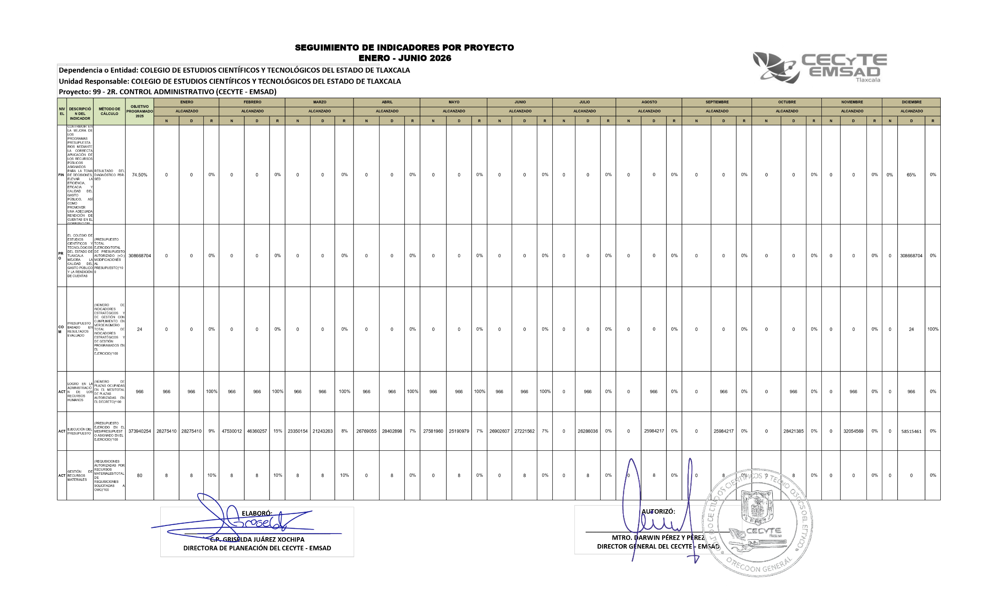 SEGUIMIENTO DE INDICADORES POR PROYECTO
ENERO - JUNIO 2026
CECyTE
EMSAD
Tlaxcala
Dependencia o Entidad: COLEGIO DE ESTUDIOS CIENTÍFICOS Y TECNOLÓGICOS DEL ESTADO DE TLAXCALA
Unidad Responsable: COLEGIO DE ESTUDIOS CIENTÍFICOS Y TECNOLÓGICOS DEL ESTADO DE TLAXCALA
Proyecto: 99 - 2R. CONTROL ADMINISTRATIVO (CECYTE - EMSAD)
NIV
EL
DESCRIPCIÓ
N DEL
INDICADOR
MÉTODO DE
CÁLCULO
OBJETIVO
PROGRAMADO
2025
ENERO FEBRERO MARZO ABRIL MAYO JUNIO JULIO AGOSTO SEPTIEMBRE OCTUBRE NOVIEMBRE DICIEMBRE
ALCANZADO ALCANZADO ALCANZADO ALCANZADO ALCANZADO ALCANZADO ALCANZADO ALCANZADO ALCANZADO ALCANZADO ALCANZADO ALCANZADO
N D R N D R N D R N D R N D R N D R N D R N D R N D R N D R N D R N D R
FIN
CONTRIBUIR EN
LA MEJORA DE
LOS
PROGRAMAS
PRESUPUESTA
RIOS MEDIANTE
LA CORRECTA
APLICACIÓN DE
LOS RECURSOS
PÚBLICOS
ASIGNADOS
PARA LA TOMA
DE DECISIONES,
ELEVAR LA
EFICIENCIA,
EFICACIA Y
CALIDAD DEL
GASTO
PÚBLICO, ASÍ
COMO
PROMOVER
UNA ADECUADA
RENDICIÓN DE
CUENTAS EN EL
GOBIERNO DEL
RESULTADO DEL
DIAGNÓSTICO PBR-
SED
74.50% 0 0 0% 0 0 0% 0 0 0% 0 0 0% 0 0 0% 0 0 0% 0 0 0% 0 0 0% 0 0 0% 0 0 0% 0 0 0% 0% 65% 0%
PR
O
EL COLEGIO DE
ESTUDIOS
CIENTÍFICOS Y
TECNOLÓGICOS
DEL ESTADO DE
TLAXCALA
MEJORA LA
CALIDAD DEL
GASTO PÚBLICO
Y LA RENDICIÓN
DE CUENTAS
(PRESUPUESTO
TOTAL
EJERCIDO/TOTAL
DE PRESUPUESTO
AUTORIZADO (+O-)
MODIFICACIONES
AL
PRESUPUESTO)*10
0
308668704 0 0 0% 0 0 0% 0 0 0% 0 0 0% 0 0 0% 0 0 0% 0 0 0% 0 0 0% 0 0 0% 0 0 0% 0 0 0% 0 308668704 0%
CO
M
PRESUPUESTO
BASADO EN
RESULTADOS
EVALUADO
(NÚMERO DE
INDICADORES
ESTRATÉGICOS Y
DE GESTIÓN CON
CUMPLIMIENTO EN
VERDE/NÚMERO
TOTAL DE
INDICADORES
ESTRATÉGICOS Y
DE GESTIÓN
PROGRAMADOS EN
EL
EJERCICIO)*100
24 0 0 0% 0 0 0% 0 0 0% 0 0 0% 0 0 0% 0 0 0% 0 0 0% 0 0 0% 0 0 0% 0 0 0% 0 0 0% 0 24 100%
ACT
LOGRO EN LA
ADMINISTRACIÓ
N DE LOS
RECURSOS
HUMANOS
(NÚMERO DE
PLAZAS OCUPADAS
EN EL MES/TOTAL
DE PLAZAS
AUTORIZADAS EN
EL DECRETO)*100
966 966 966 100% 966 966 100% 966 966 100% 966 966 100% 966 966 100% 966 966 100% 0 966 0% 0 966 0% 0 966 0% 0 966 0% 0 966 0% 0 966 0%
ACT
EJECUCIÓN DEL
PRESUPUESTO
(PRESUPUESTO
EJERCIDO EN EL
MES/PRESUPUEST
O ASIGNADO EN EL
EJERCICIO)*100
373940254 28275410 28275410 9% 47530012 46360257 15% 23350154 21243263 8% 26769055 28402898 7% 27581960 25190979 7% 26902607 27221562 7% 0 26286036 0% 0 25984217 0% 0 25984217 0% 0 28421385 0% 0 32054569 0% 0 58515461 0%
ACT
GESTIÓN DE
RECURSOS
MATERIALES
(REQUISICIONES
AUTORIZADAS POR
RECURSOS
MATERIALES/TOTAL
DE
REQUISICIONES
SOLICITADAS A
OMG)*100
80 8 8 10% 8 8 10% 8 8 10% 0 8 0% 0 8 0% 0 8 0% 0 8 0% 0 8 0% 0 8 0% 0 8 0% 0 0 0% 0 0 0%
ELABORÓ:
C.P. GRISELDA JUÁREZ XOCHIPA
DIRECTORA DE PLANEACIÓN DEL CECYTE - EMSAD
AUTORIZÓ:
MTRO. DARWIN PÉREZ Y PÉREZ
DIRECTOR GENERAL DEL CECYTE - EMSAD
CECYTE